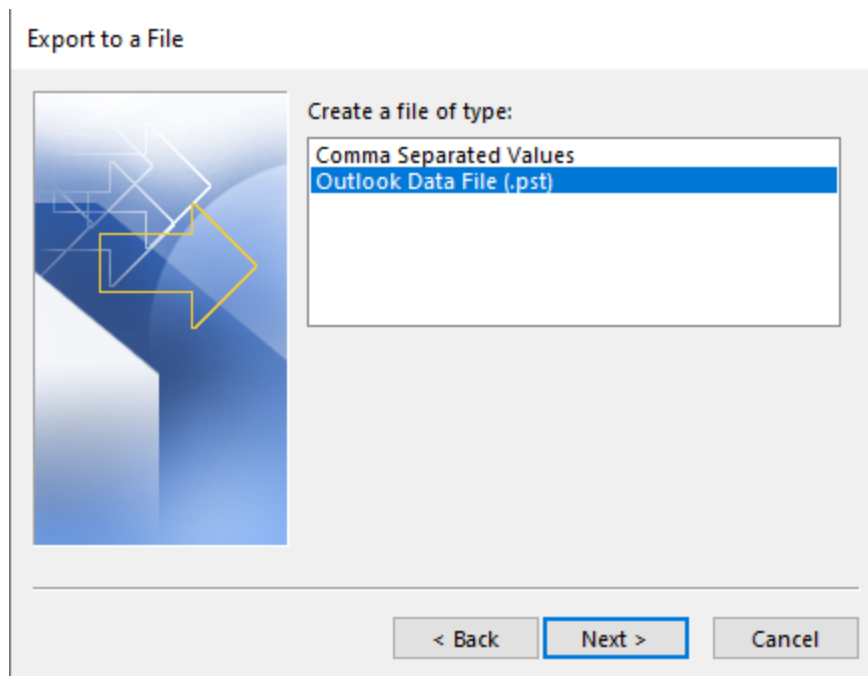 Export to a File
Create a file of type:
Comma Separated Values
Outlook Data File (.pst)
< Back
Next >
Cancel